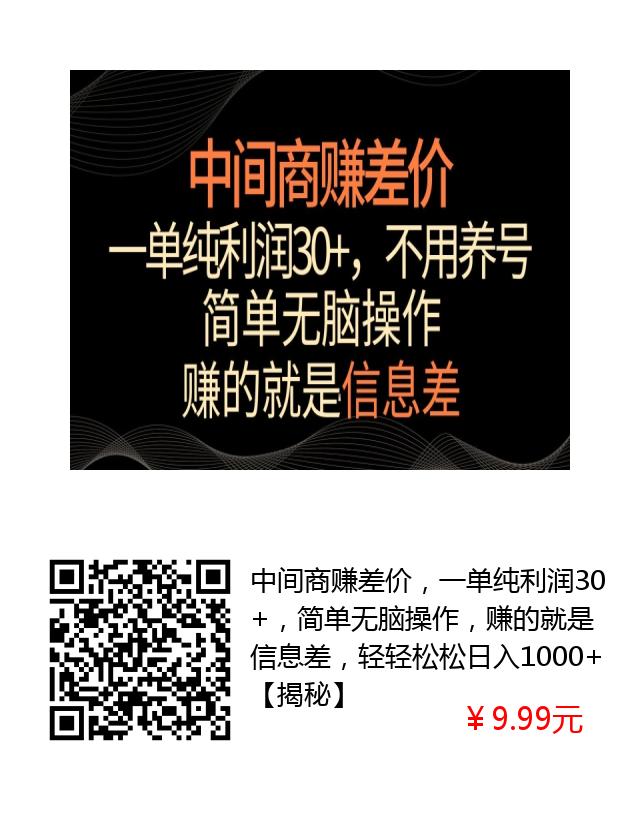 中间商赚差价
一单纯利润30+，不用养号
简单无脑操作
赚的就是信息差
中间商赚差价，一单纯利润30
+，简单无脑操作，赚的就是
信息差，轻轻松松日入1000+
【揭秘】
¥9.99元